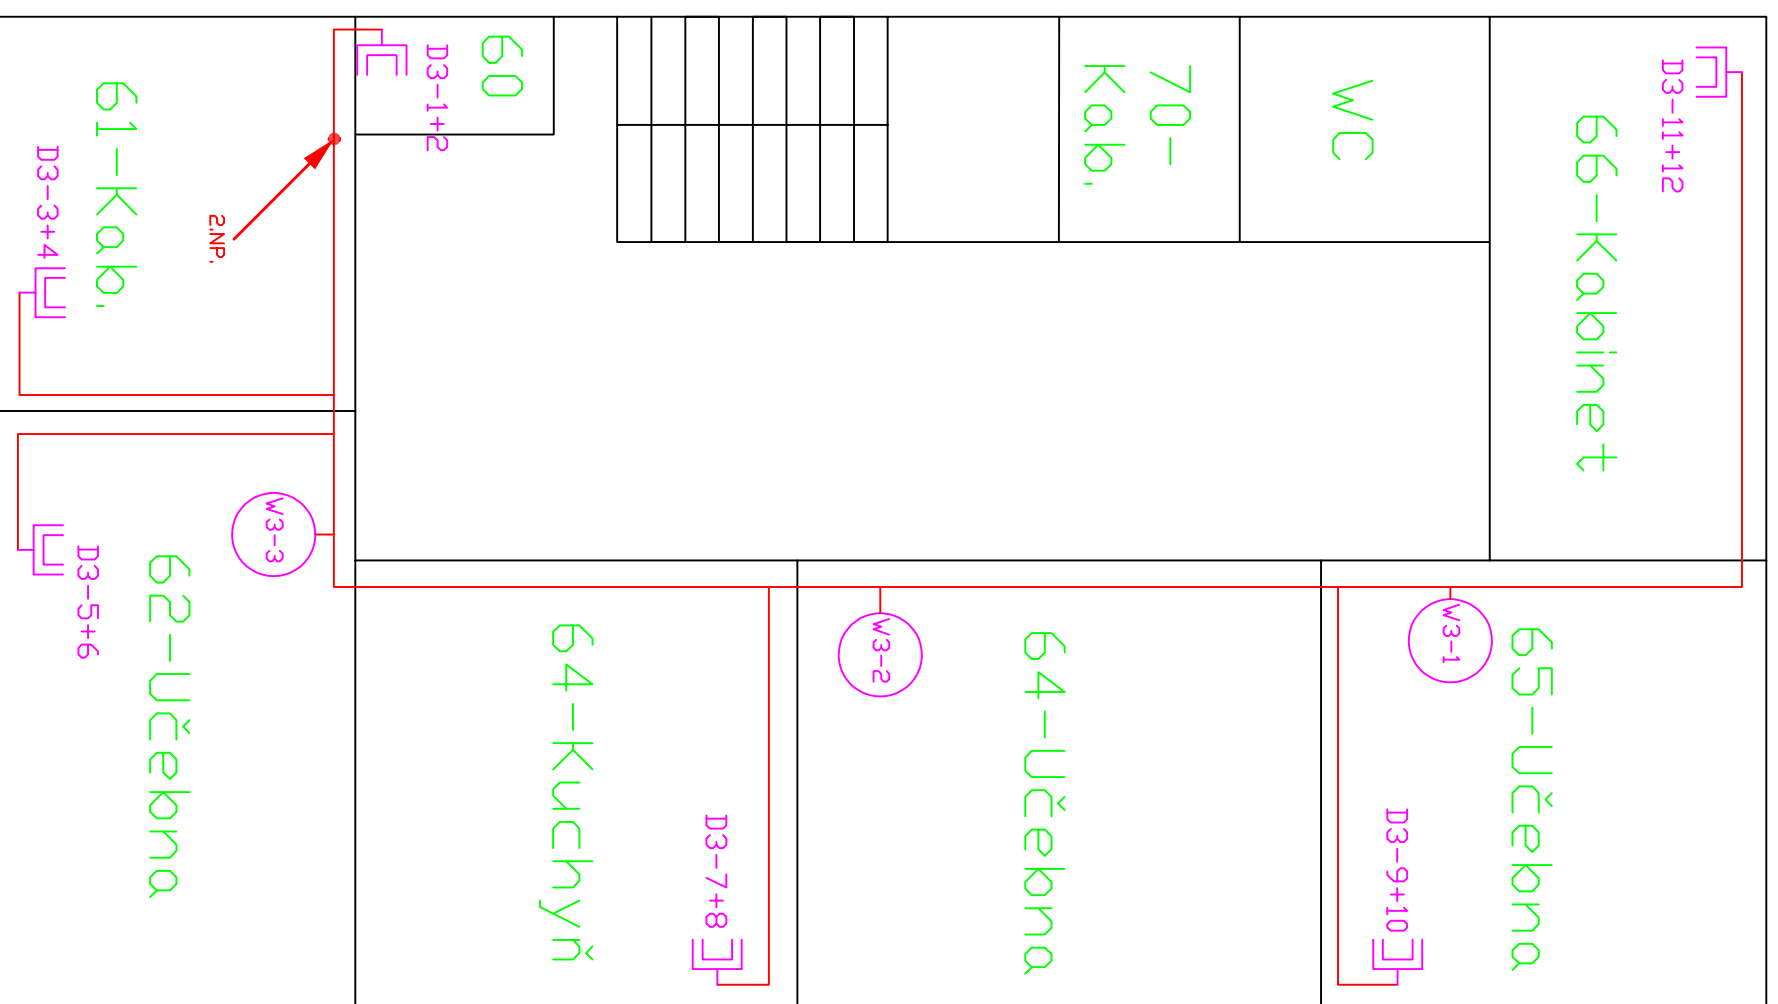 60
D3-1+2
61-Kab.
D3-3+4
2.NP.
70-
Kab.
WC
D3-11+12
66-Kabinet
W3-3
D3-5+6
62-Učebna
64-Kuchyň
D3-7+8
W3-2
64-Učebna
W3-1
65-Učebna
D3-9+10